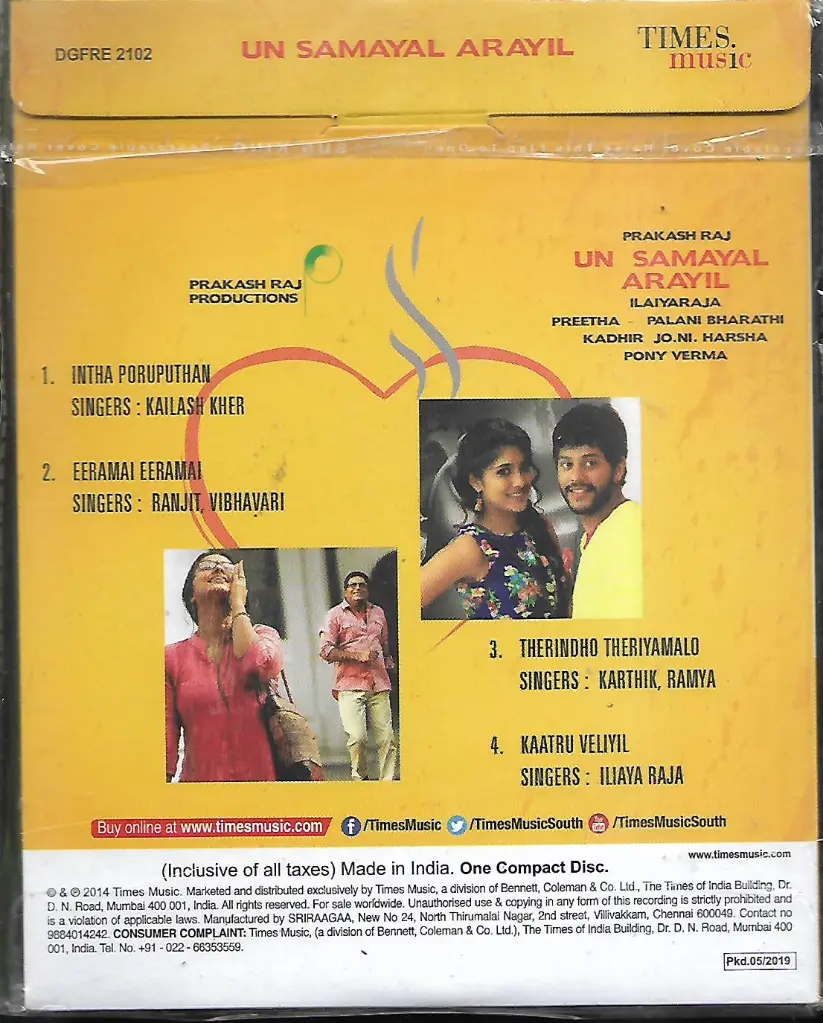 DGFRE 2102
UN SAMAYAL ARAYIL
TIMES.
music
PRAKASH RAJ
PRODUCTIONS
PRAKASH RAJ
UN SAMAYAL
ARAYIL
ILAIYARAJA
PREETHA - PALANI BHARATHI
KADHIR JO.NI. HARSHA
PONY VERMA
1. INTHA PORUPUTHAN
SINGERS : KAILASH KHER
2. EERAMAI EERAMAI
SINGERS : RANJIT, VIBHAVARI
3. THERINDHO THERIYAMALO
SINGERS : KARTHIK, RAMYA
4. KAATRU VELIYIL
SINGERS : ILIAYA RAJA
Buy online at www.timesmusic.com /TimesMusic /TimesMusicSouth /TimesMusicSouth
www.timesmusic.com
(Inclusive of all taxes) Made in India. One Compact Disc.
© & ℗ 2014 Times Music. Marketed and distributed exclusively by Times Music, a division of Bennett, Coleman & Co. Ltd., The Times of India Building, Dr.
D. N. Road, Mumbai 400 001, India. All rights reserved. For sale worldwide. Unauthorised use & copying in any form of this recording is strictly prohibited and
is a violation of applicable laws. Manufactured by SRIRAAGAA, New No 24, North Thirumalai Nagar, 2nd street, Villivakkam, Chennai 600049. Contact no
9884014242. CONSUMER COMPLAINT: Times Music, (a division of Bennett, Coleman & Co. Ltd.), The Times of India Building, Dr. D. N. Road, Mumbai 400
001, India. Tel. No. +91 - 022 - 66353559.
Pkd.05/2019